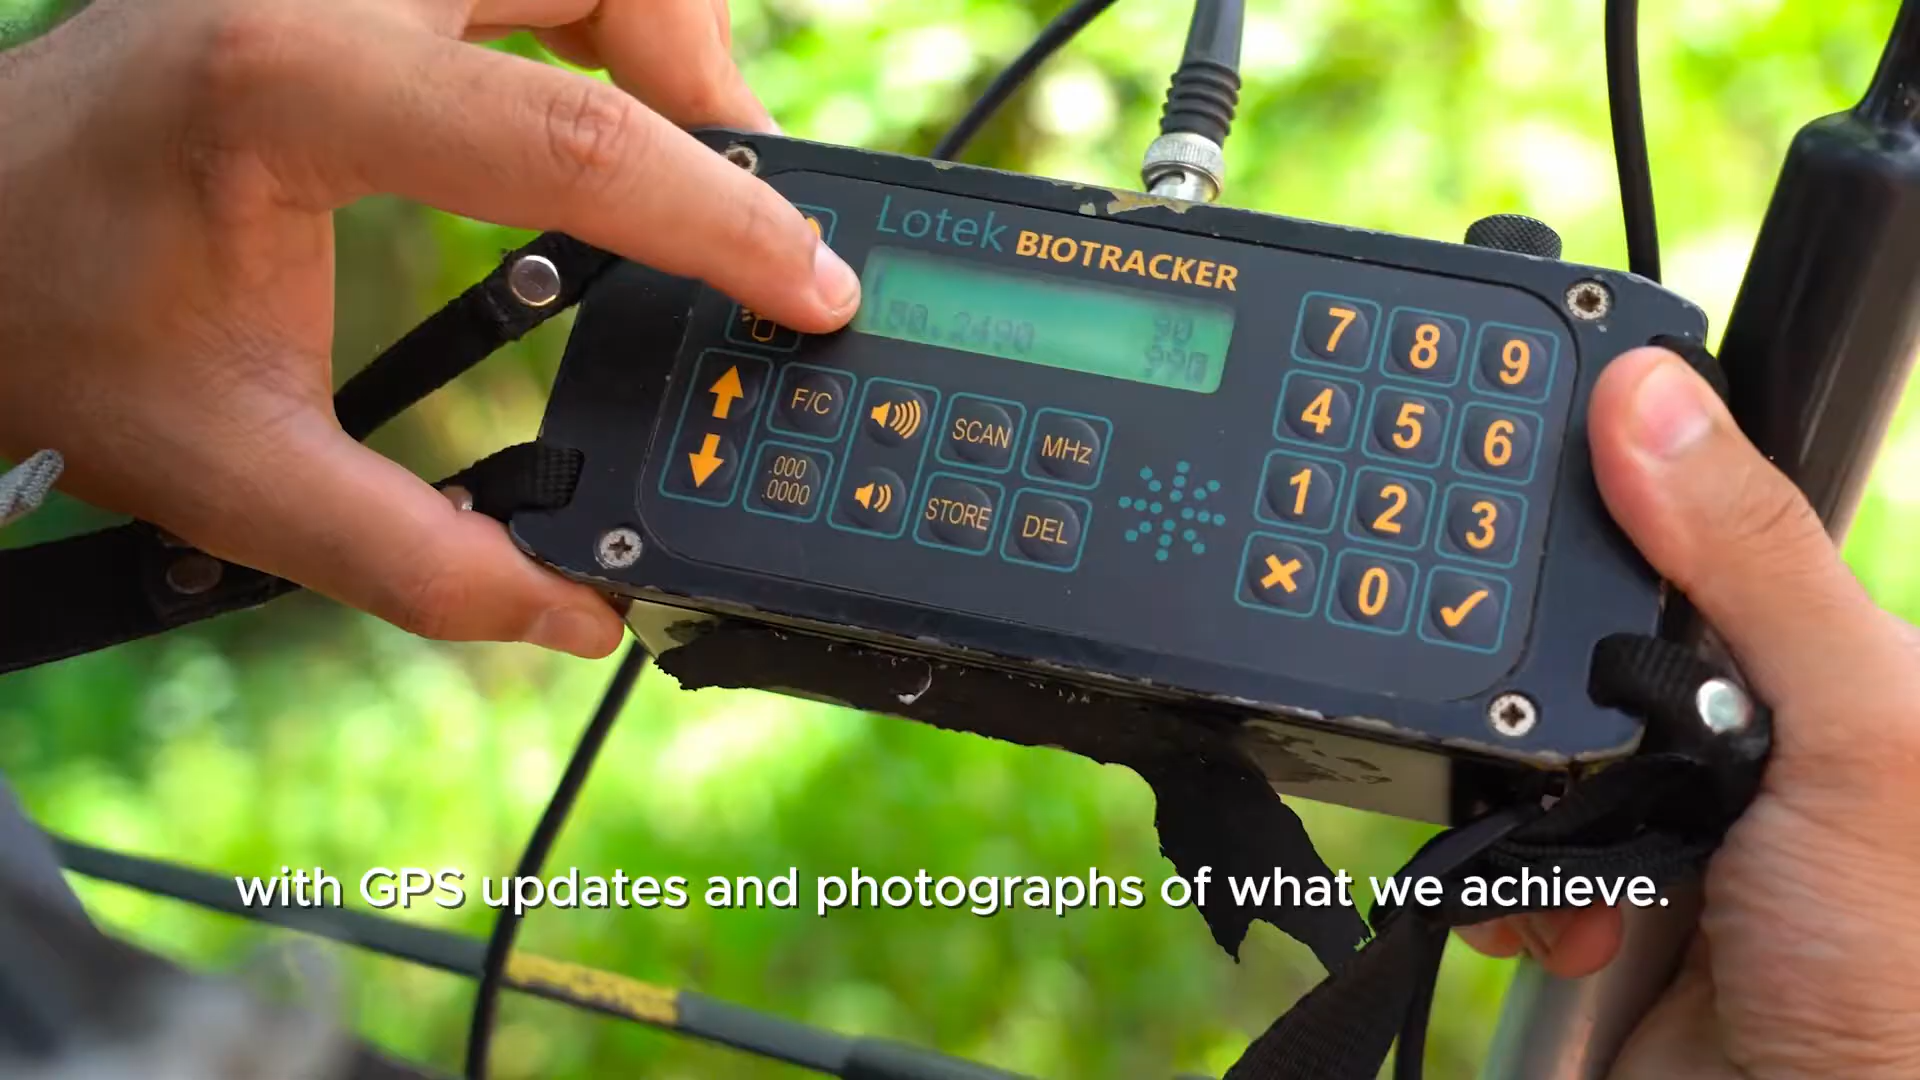 Lotek BIOTRACKER
7 8 9
F/C SCAN MHz
4 5 6
.000
.0000
STORE DEL
1 2 3
0
with GPS updates and photographs of what we achieve.